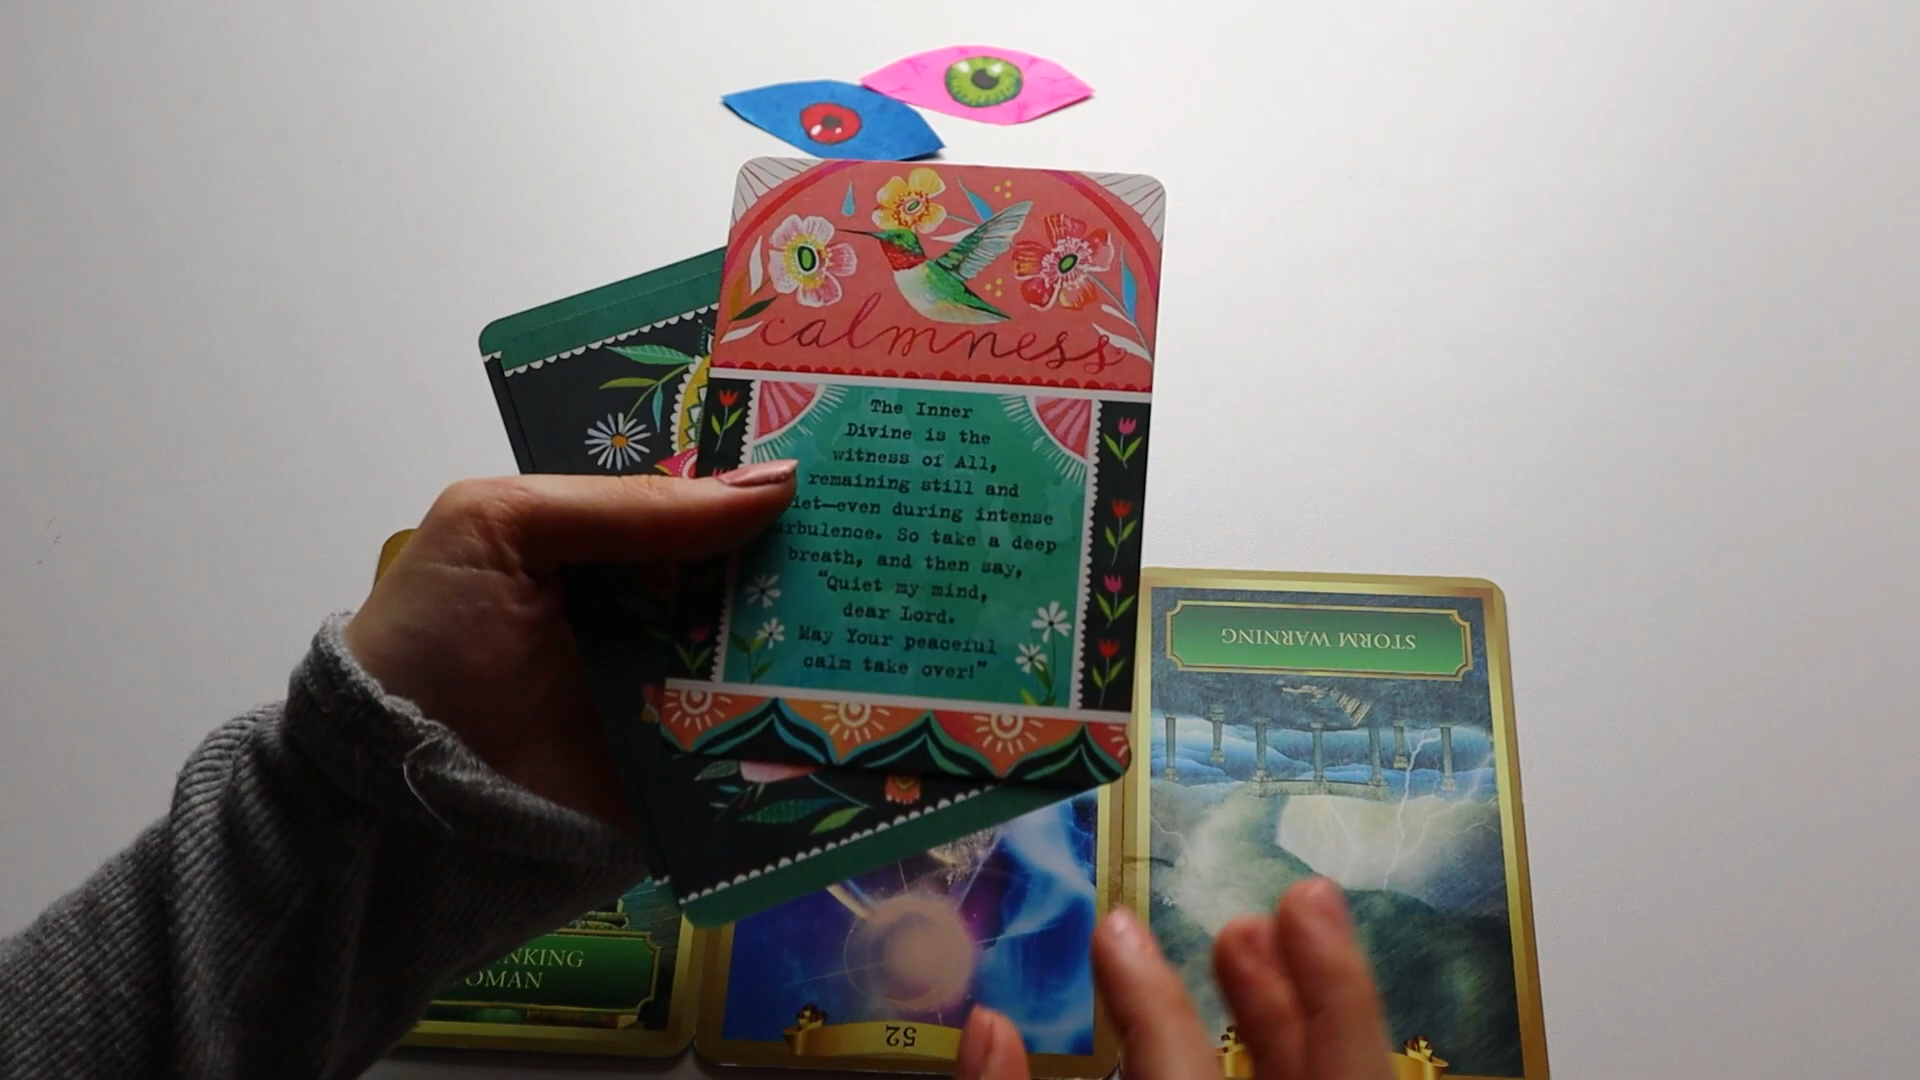 calmness
The Inner
Divine is the
witness of All,
remaining still and
iet—even during intense
urbulence. So take a deep
breath, and then say,
"Quiet my mind,
dear Lord.
May Your peaceful
calm take over!"
STORM WARNING
NKING
OMAN
52